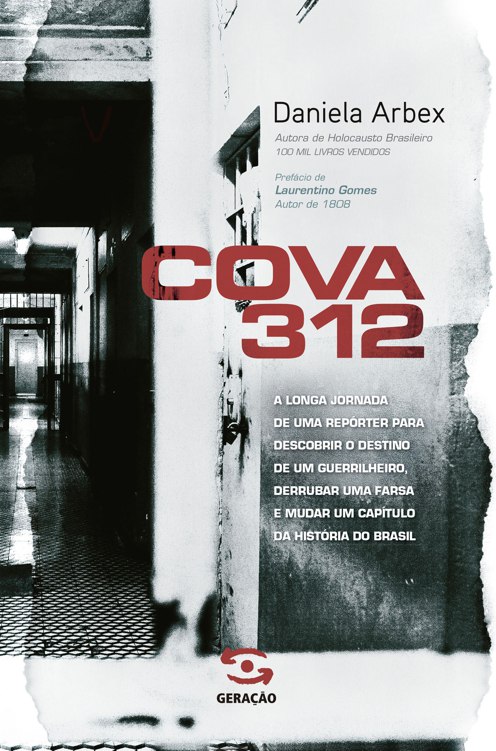 Daniela Arbex
Autora de Holocausto Brasileiro
100 MIL LIVROS VENDIDOS
Prefácio de
Laurentino Gomes
Autor de 1808
COVA
312
A LONGA JORNADA
DE UMA REPÓRTER PARA
DESCOBRIR O DESTINO
DE UM GUERRILHEIRO,
DERRUBAR UMA FARSA
E MUDAR UM CAPÍTULO
DA HISTÓRIA DO BRASIL
GERAÇÃO